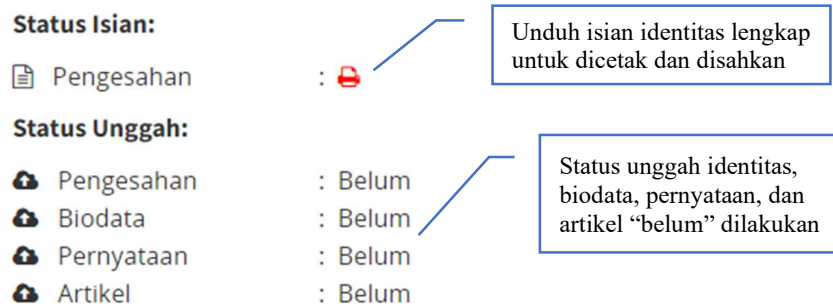 Status Isian:
Unduh isian identitas lengkap
untuk dicetak dan disahkan
Pengesahan :
Status Unggah:
Status unggah identitas,
biodata, pernyataan, dan
artikel “belum” dilakukan
Pengesahan : Belum
Biodata : Belum
Pernyataan : Belum
Artikel : Belum